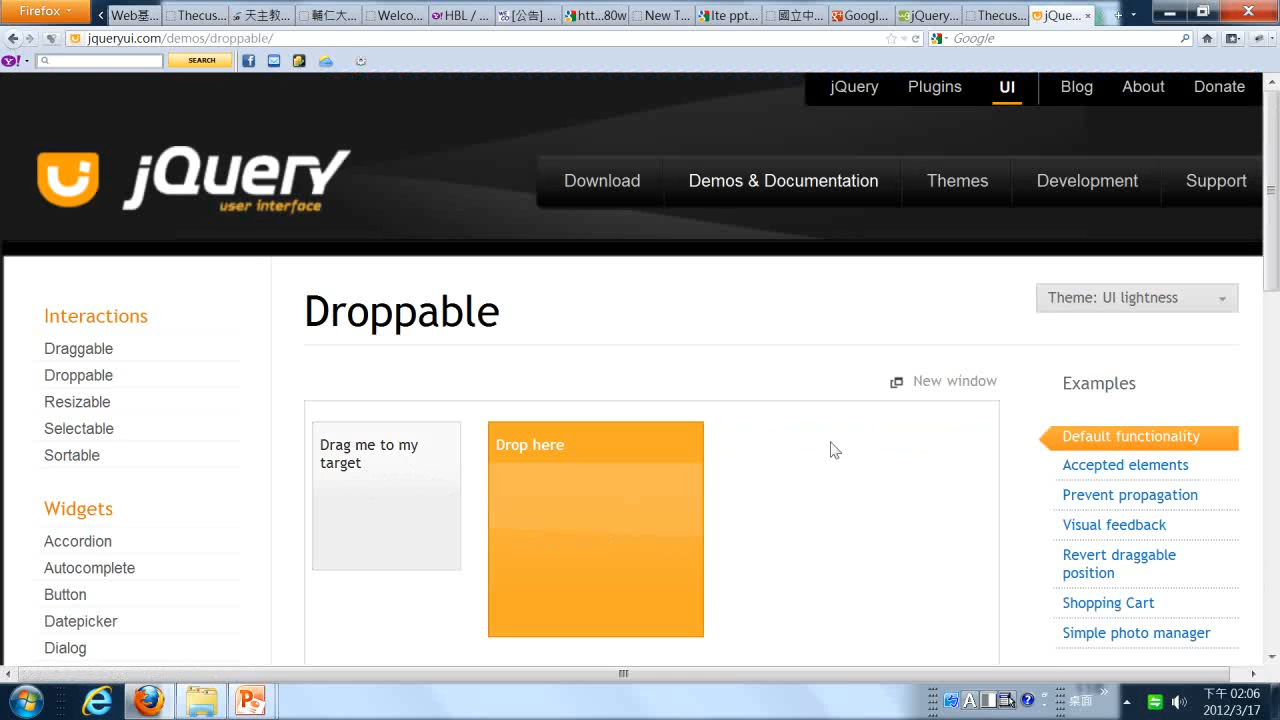 Firefox
Web基...
Thecus...
天主教...
輔仁大...
Welco...
HBL／...
[公告]...
htt...80w
New T...
lte ppt...
國立中...
Googl...
jQuery...
Thecus...
jQue...
jqueryui.com/demos/droppable/
Google
SEARCH
jQuery
Plugins
UI
Blog
About
Donate
jQuery
user interface
Download
Demos & Documentation
Themes
Development
Support
Interactions
Draggable
Droppable
Resizable
Selectable
Sortable
Widgets
Accordion
Autocomplete
Button
Datepicker
Dialog
Droppable
Theme: UI lightness
New window
Drag me to my
target
Drop here
Examples
Default functionality
Accepted elements
Prevent propagation
Visual feedback
Revert draggable
position
Shopping Cart
Simple photo manager
桌面
下午 02:06
2012/3/17